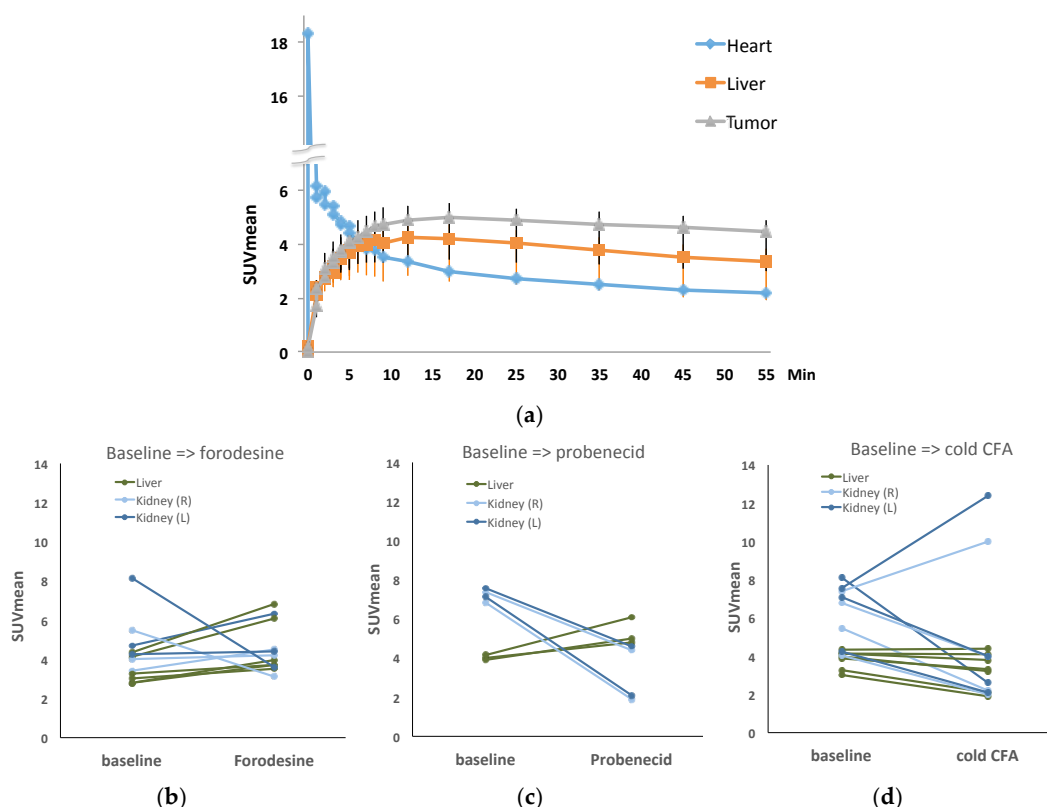 18
16
6
4
2
0
SUVmean
Heart
Liver
Tumor
0 5 10 15 20 25 30 35 40 45 50 55 Min
(a)
Baseline => forodesine
14
12
10
8
6
4
2
0
SUVmean
Liver
Kidney (R)
Kidney (L)
baseline Forodesine
(b)
Baseline => probenecid
14
12
10
8
6
4
2
0
SUVmean
Liver
Kidney (R)
Kidney (L)
baseline Probenecid
(c)
Baseline => cold CFA
14
12
10
8
6
4
2
0
SUVmean
Liver
Kidney (R)
Kidney (L)
baseline cold CFA
(d)